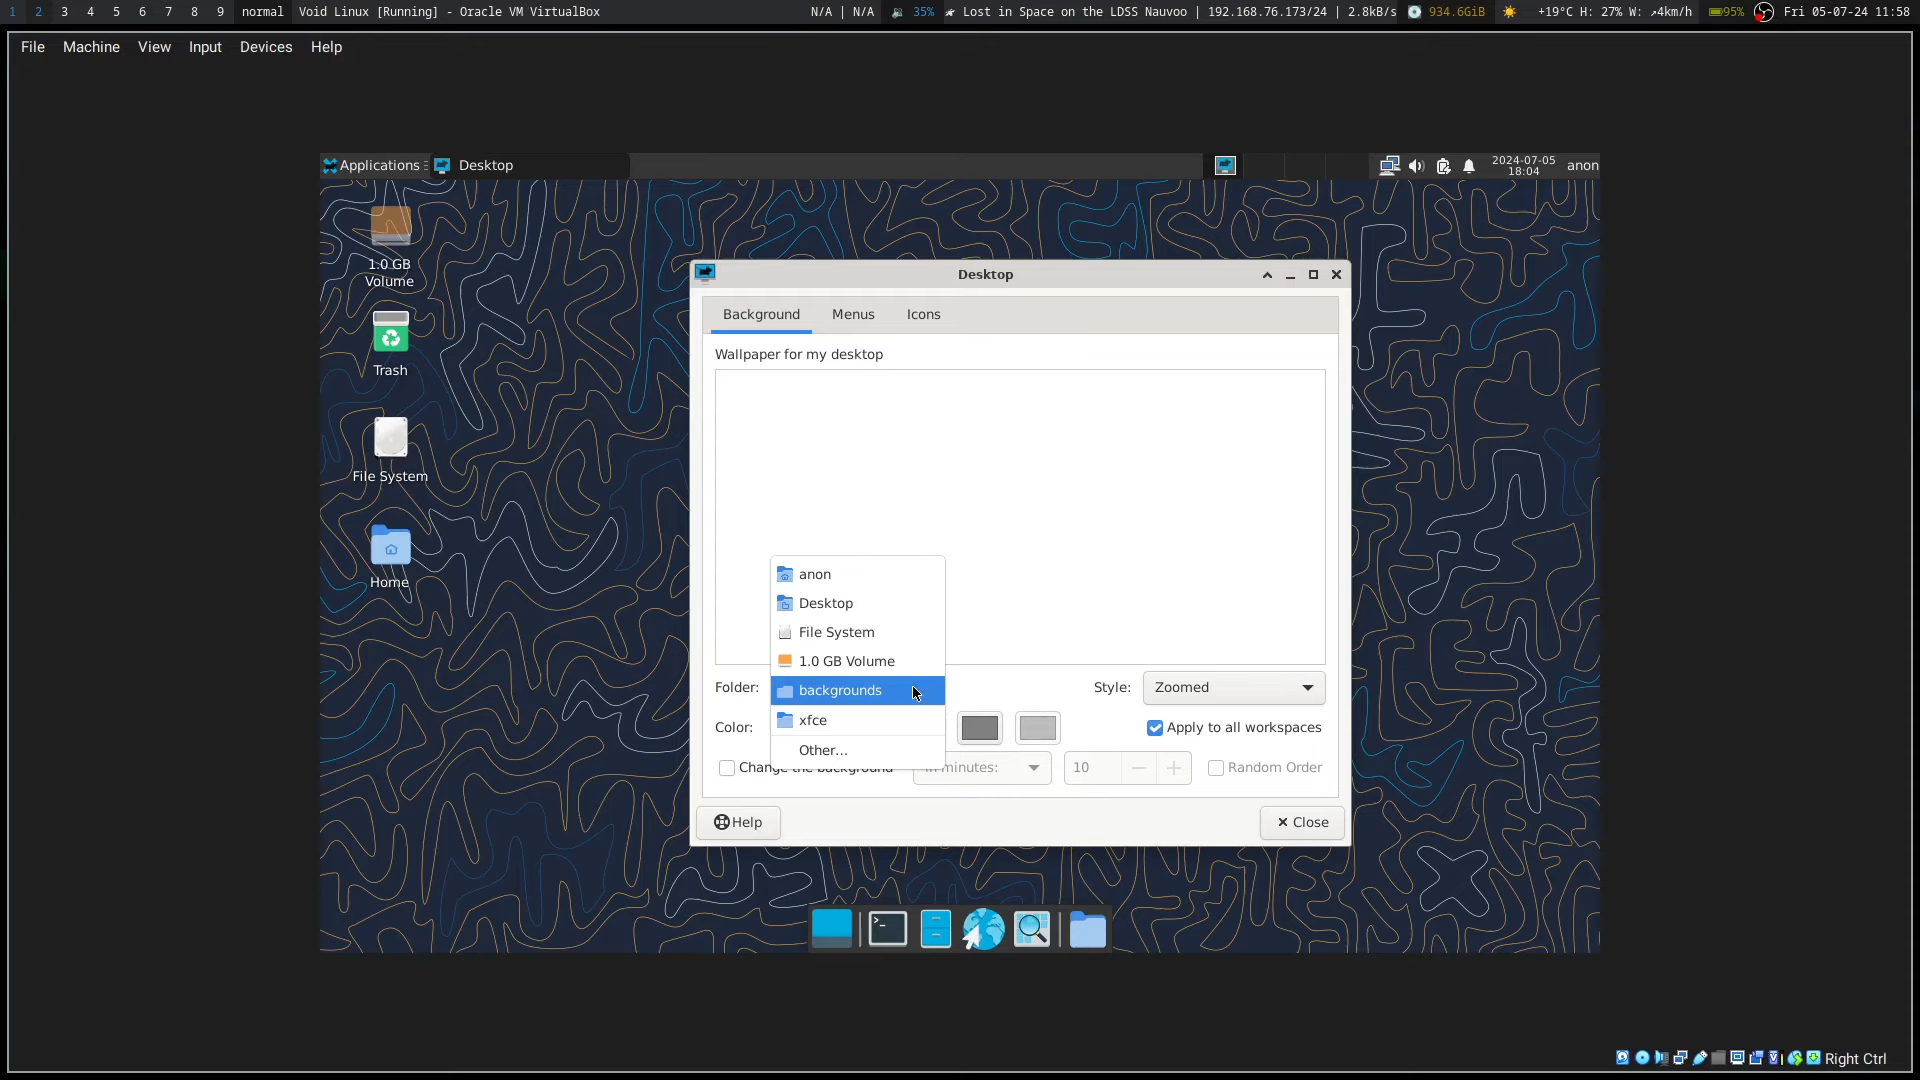 1 2 3 4 5 6 7 8 9 normal Void Linux [Running] - Oracle VM VirtualBox N/A | N/A 35% Lost in Space on the LDSS Nauvoo | 192.168.76.173/24 | 2.8kB/s 934.6GiB +19°C H: 27% W: ↗4km/h 95% Fri 05-07-24 11:58
File Machine View Input Devices Help
Applications Desktop 2024-07-05 anon
18:04
1.0 GB
Volume
Trash
File System
Home
Desktop
Background Menus Icons
Wallpaper for my desktop
anon
Desktop
File System
1.0 GB Volume
Folder: backgrounds Style: Zoomed
xfce
Color: Apply to all workspaces
Other...
Change the background in minutes: 10 Random Order
Help Close
Right Ctrl